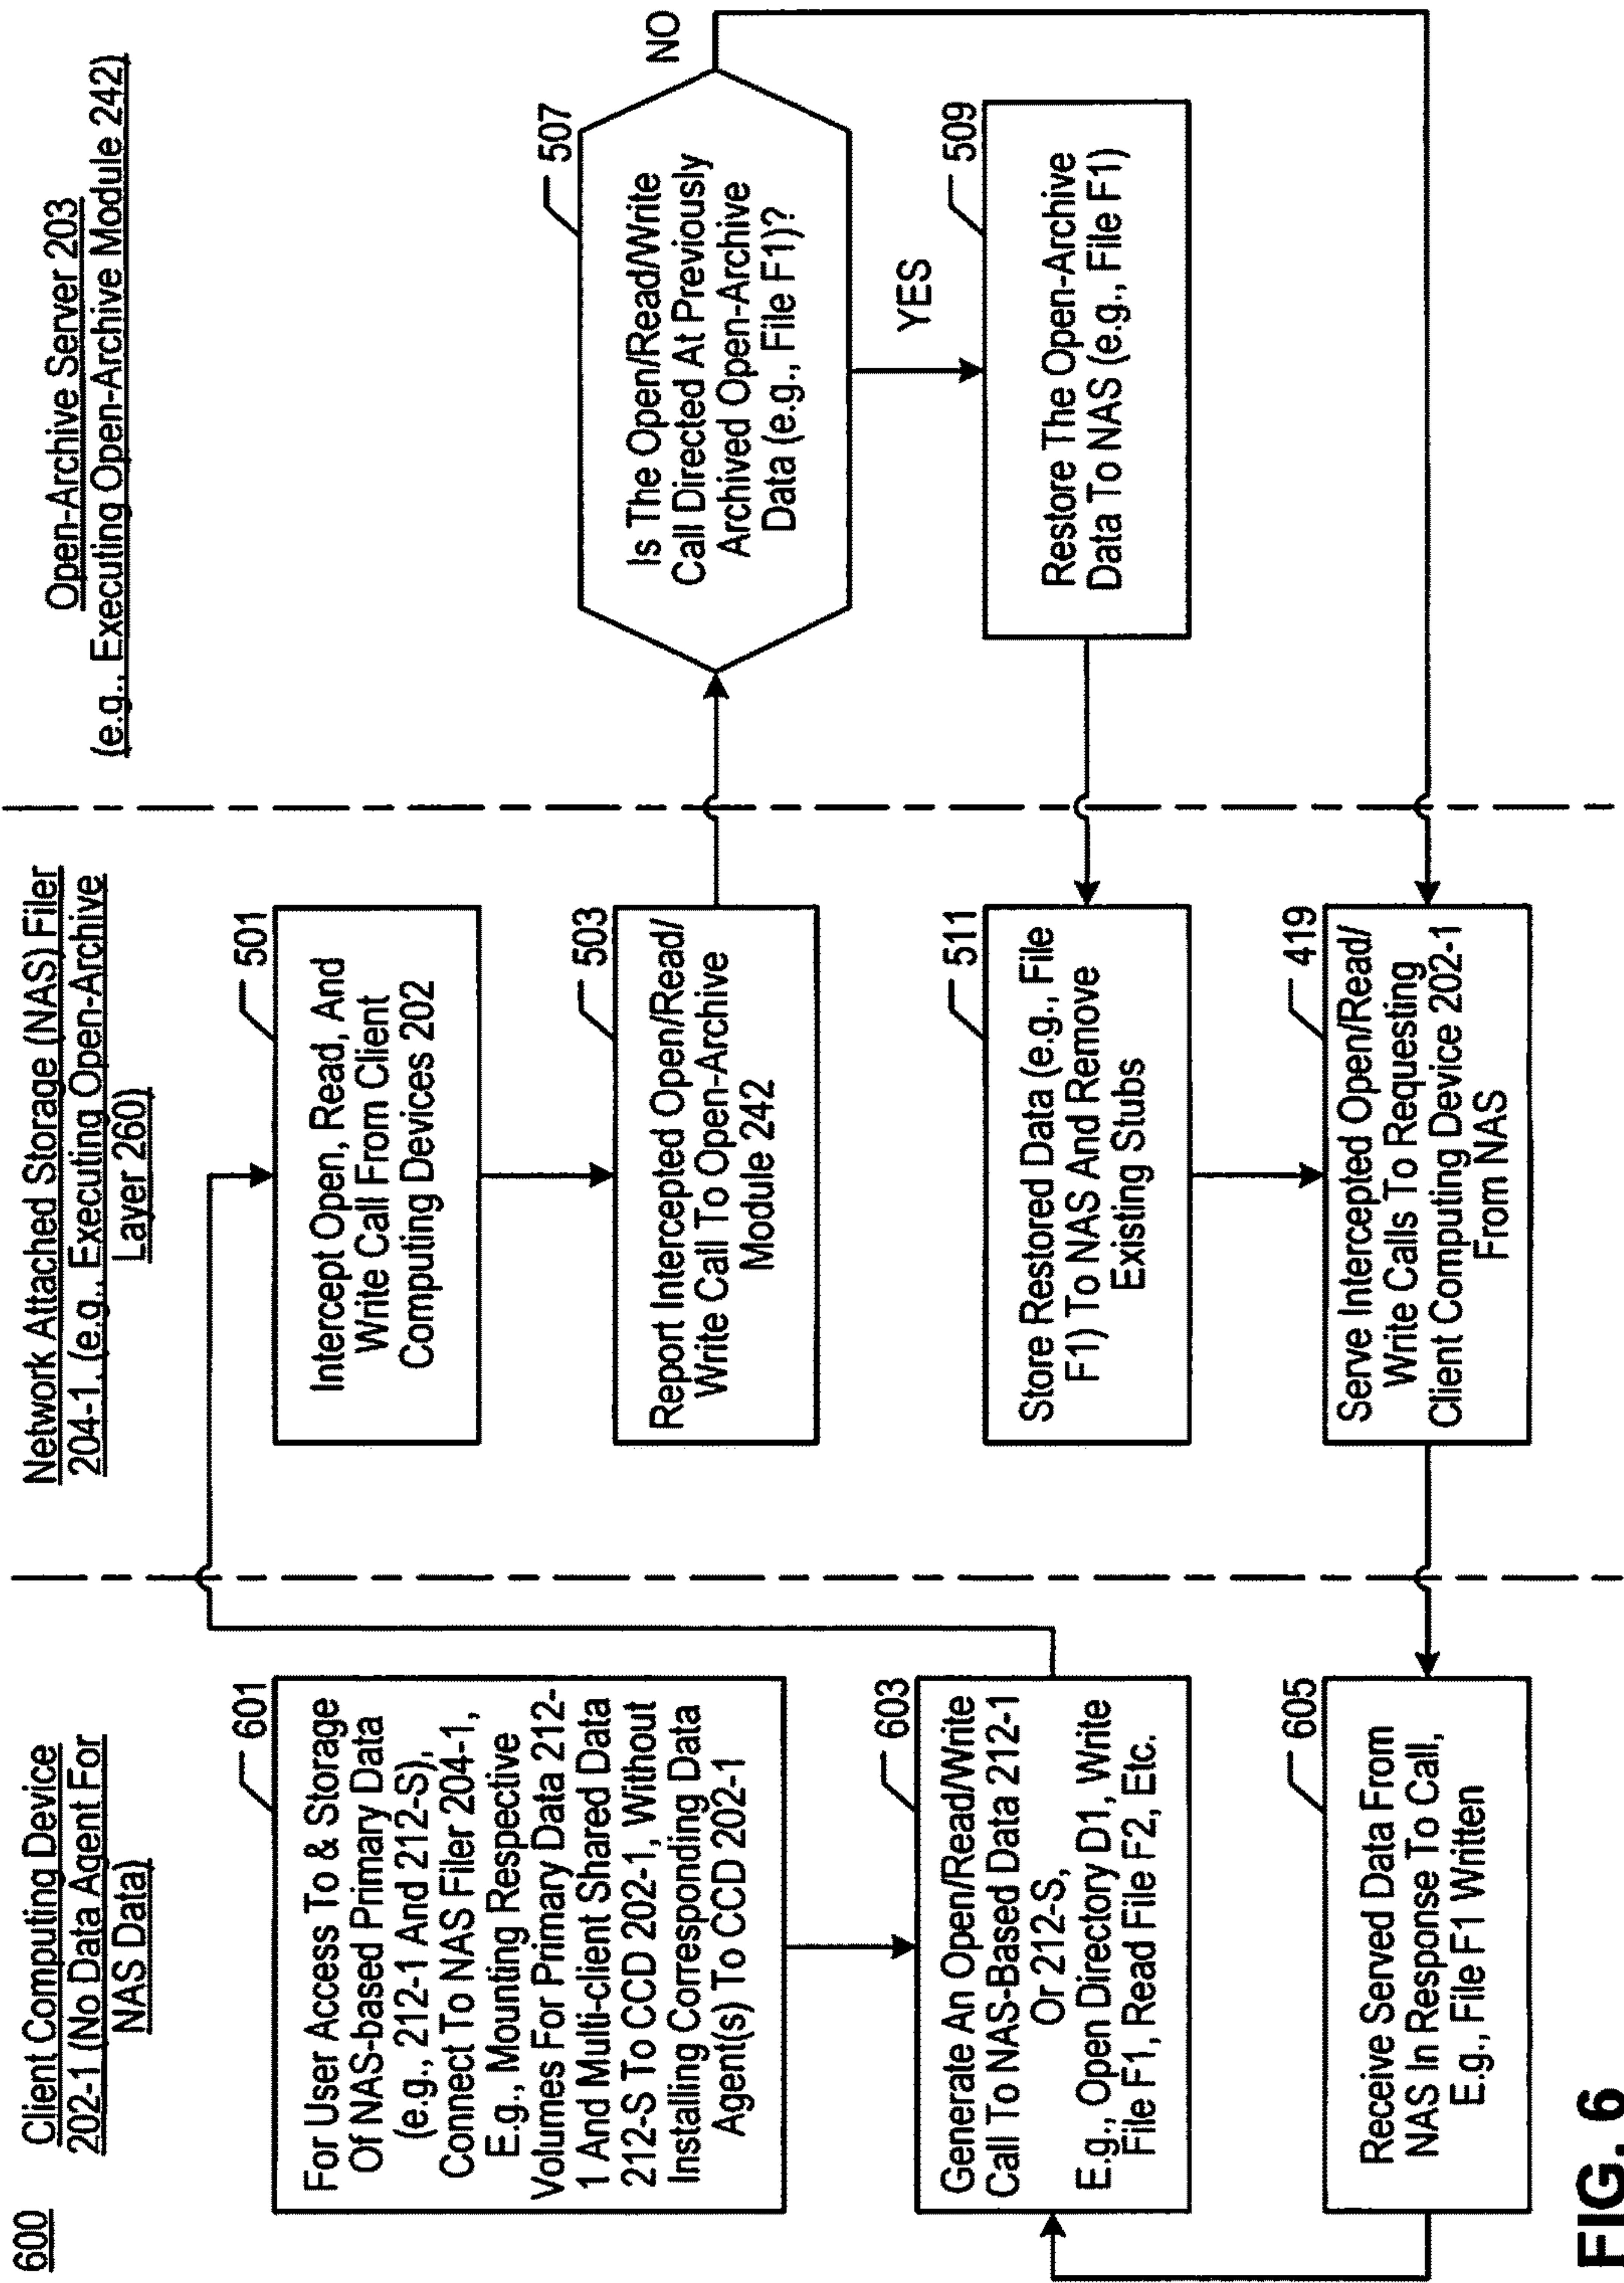 600
Client Computing Device
202-1 (No Data Agent For
NAS Data)
601
For User Access To & Storage
Of NAS-based Primary Data
(e.g., 212-1 And 212-S),
Connect To NAS Filer 204-1,
E.g., Mounting Respective
Volumes For Primary Data 212-
1 And Multi-client Shared Data
212-S To CCD 202-1, Without
Installing Corresponding Data
Agent(s) To CCD 202-1
603
Generate An Open/Read/Write
Call To NAS-Based Data 212-1
Or 212-S,
E.g., Open Directory D1, Write
File F1, Read File F2, Etc.
605
Receive Served Data From
NAS In Response To Call,
E.g., File F1 Written
Network Attached Storage (NAS) Filer
204-1, (e.g., Executing Open-Archive
Layer 260)
501
Intercept Open, Read, And
Write Call From Client
Computing Devices 202
503
Report Intercepted Open/Read/
Write Call To Open-Archive
Module 242
511
Store Restored Data (e.g., File
F1) To NAS And Remove
Existing Stubs
419
Serve Intercepted Open/Read/
Write Calls To Requesting
Client Computing Device 202-1
From NAS
Open-Archive Server 203
(e.g., Executing Open-Archive Module 242)
507
Is The Open/Read/Write
Call Directed At Previously
Archived Open-Archive
Data (e.g., File F1)?
NO
YES
509
Restore The Open-Archive
Data To NAS (e.g., File F1)
FIG. 6